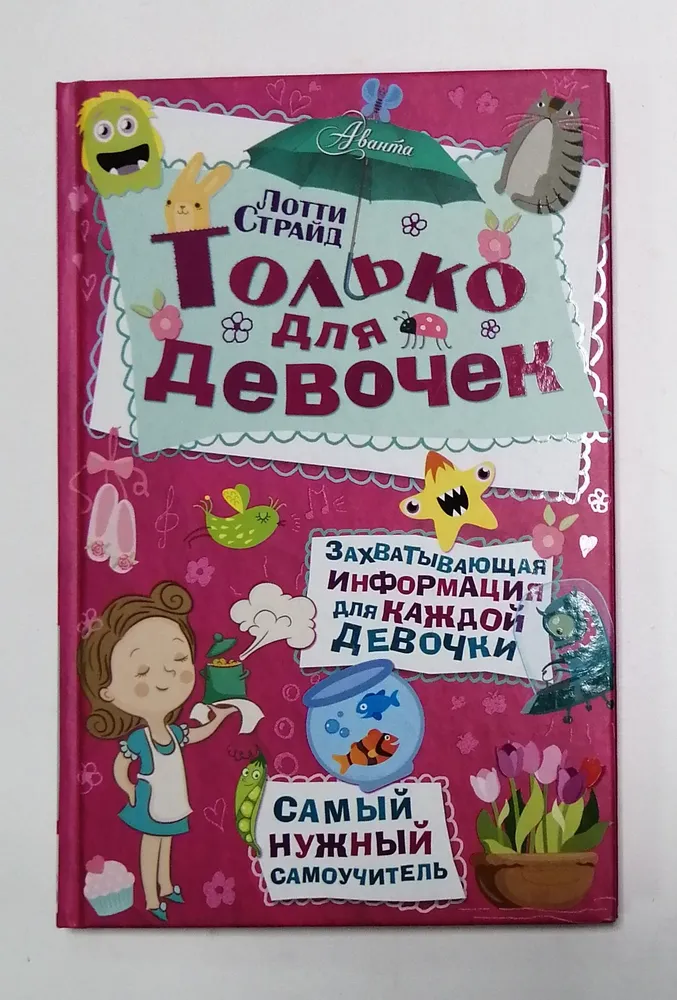 Аванта
Лотти
Страйд
Только
для
девочек
Захватывающая
информация
для каждой
девочки
Самый
нужный
самоучитель